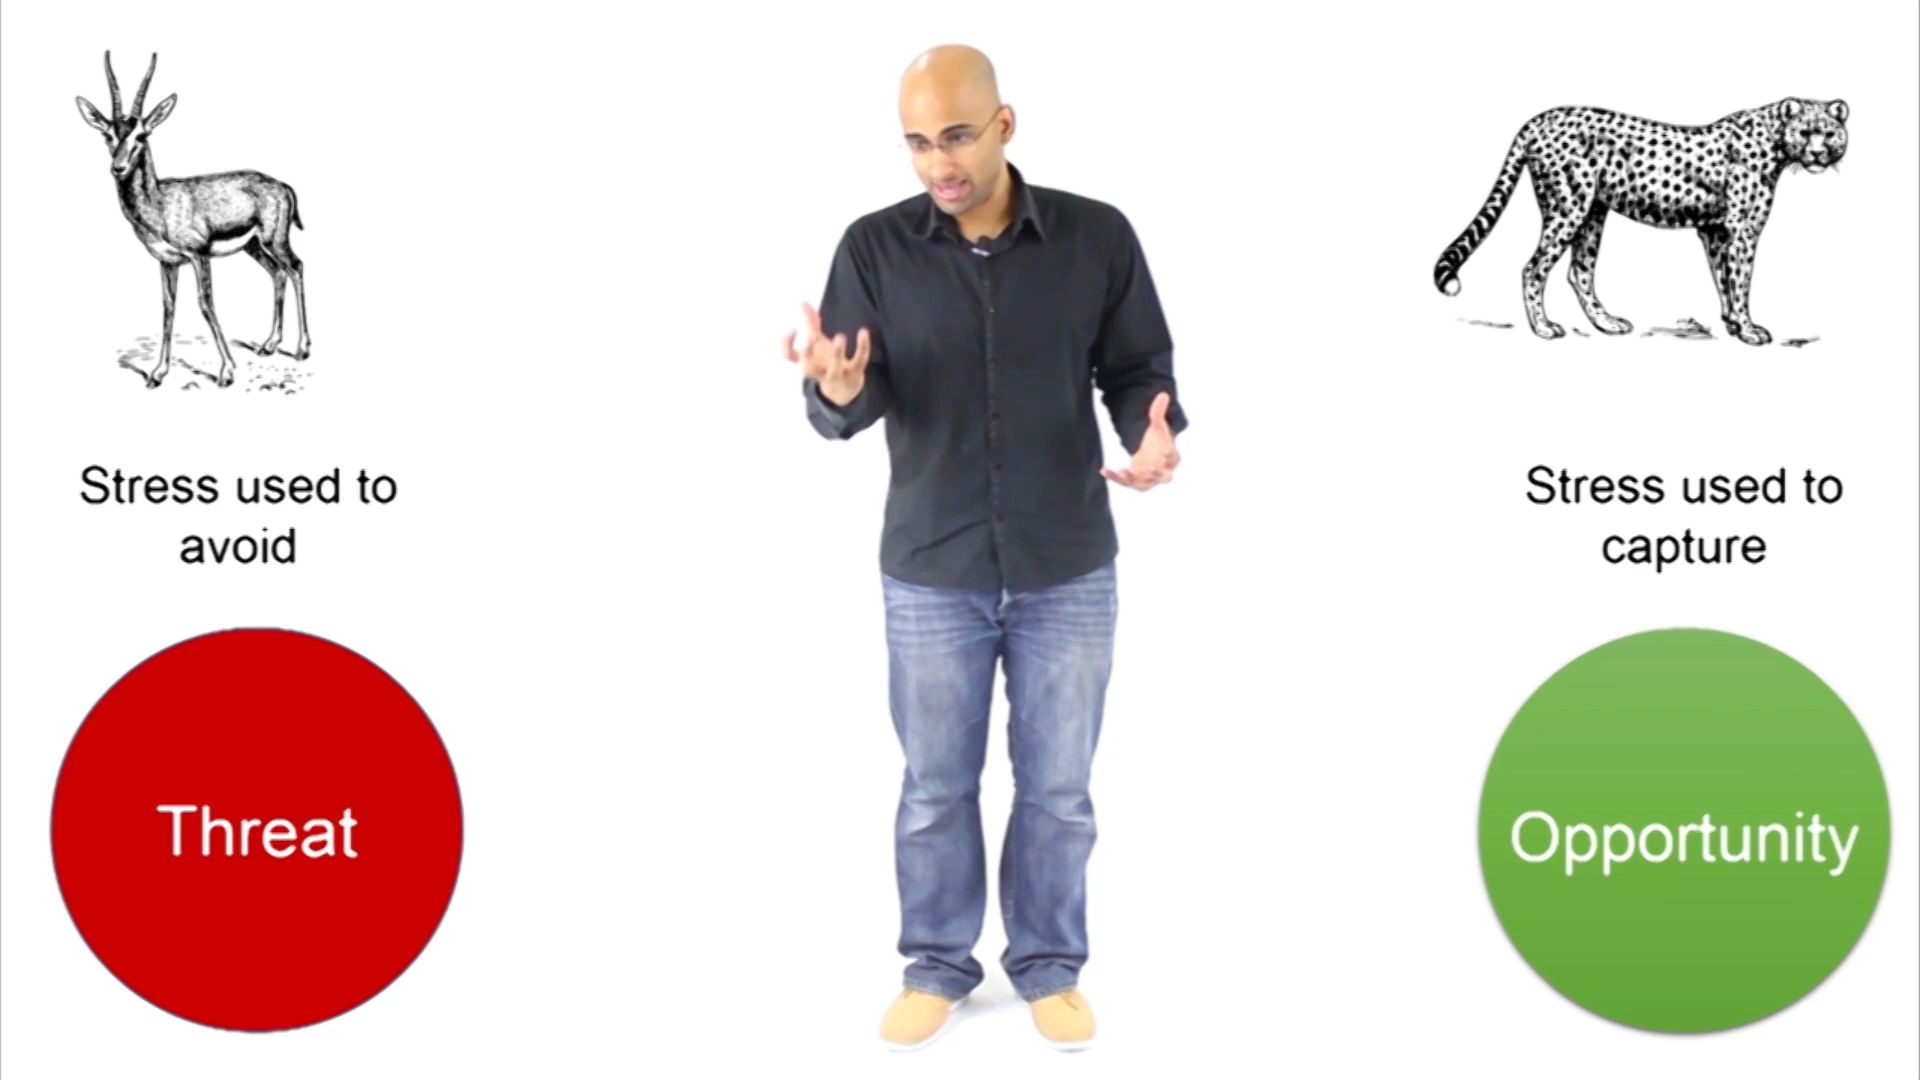 Stress used to
avoid
Threat
Stress used to
capture
Opportunity